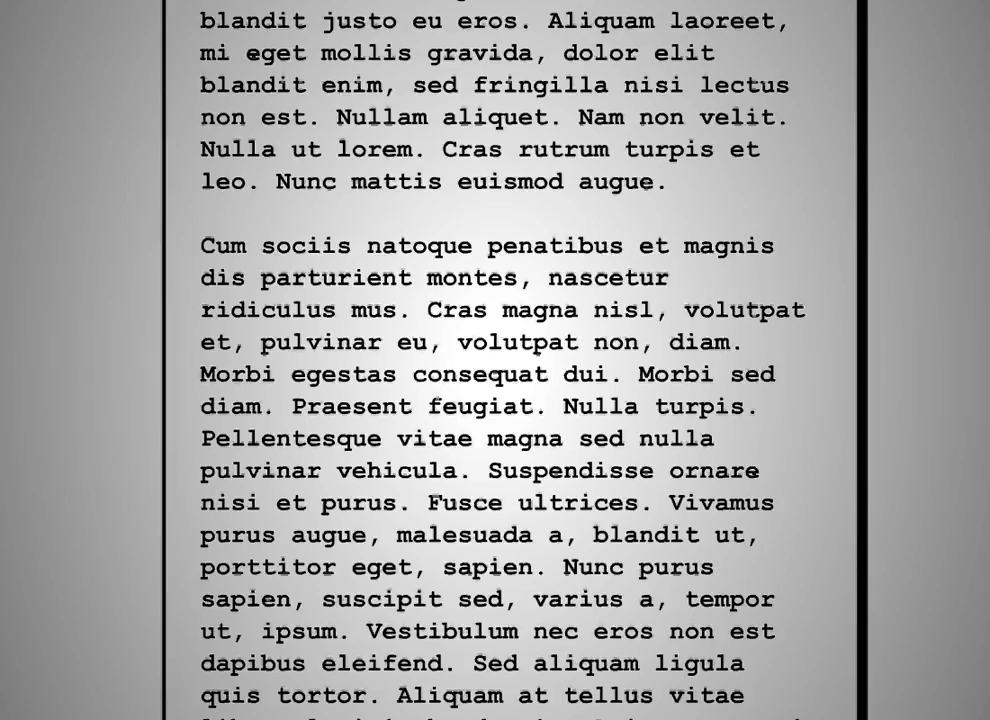 blandit justo eu eros. Aliquam laoreet,
mi eget mollis gravida, dolor elit
blandit enim, sed fringilla nisi lectus
non est. Nullam aliquet. Nam non velit.
Nulla ut lorem. Cras rutrum turpis et
leo. Nunc mattis euismod augue.
Cum sociis natoque penatibus et magnis
dis parturient montes, nascetur
ridiculus mus. Cras magna nisl, volutpat
et, pulvinar eu, volutpat non, diam.
Morbi egestas consequat dui. Morbi sed
diam. Praesent feugiat. Nulla turpis.
Pellentesque vitae magna sed nulla
pulvinar vehicula. Suspendisse ornare
nisi et purus. Fusce ultrices. Vivamus
purus augue, malesuada a, blandit ut,
porttitor eget, sapien. Nunc purus
sapien, suscipit sed, varius a, tempor
ut, ipsum. Vestibulum nec eros non est
dapibus eleifend. Sed aliquam ligula
quis tortor. Aliquam at tellus vitae